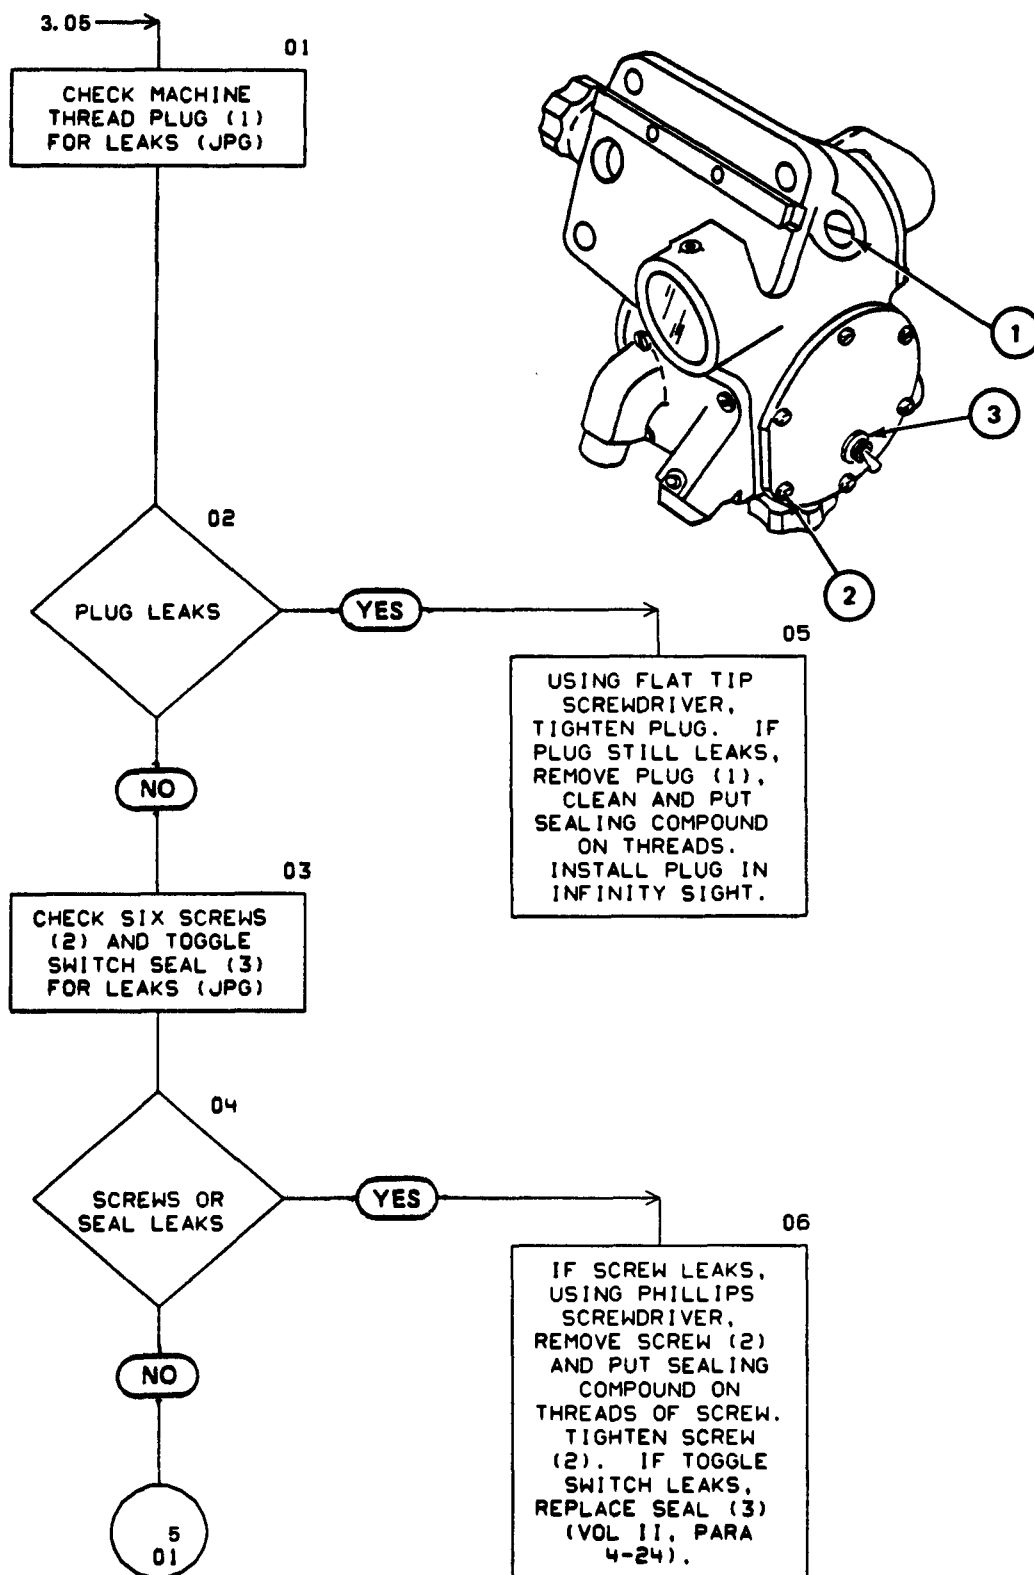 3.05
01
CHECK MACHINE
THREAD PLUG (1)
FOR LEAKS (JPG)
1
3
2
02
PLUG LEAKS
YES
05
USING FLAT TIP
SCREWDRIVER,
TIGHTEN PLUG. IF
PLUG STILL LEAKS,
REMOVE PLUG (1),
CLEAN AND PUT
SEALING COMPOUND
ON THREADS.
INSTALL PLUG IN
INFINITY SIGHT.
NO
03
CHECK SIX SCREWS
(2) AND TOGGLE
SWITCH SEAL (3)
FOR LEAKS (JPG)
04
SCREWS OR
SEAL LEAKS
YES
06
IF SCREW LEAKS,
USING PHILLIPS
SCREWDRIVER,
REMOVE SCREW (2)
AND PUT SEALING
COMPOUND ON
THREADS OF SCREW.
TIGHTEN SCREW
(2). IF TOGGLE
SWITCH LEAKS,
REPLACE SEAL (3)
(VOL II, PARA
4-24).
NO
5
01